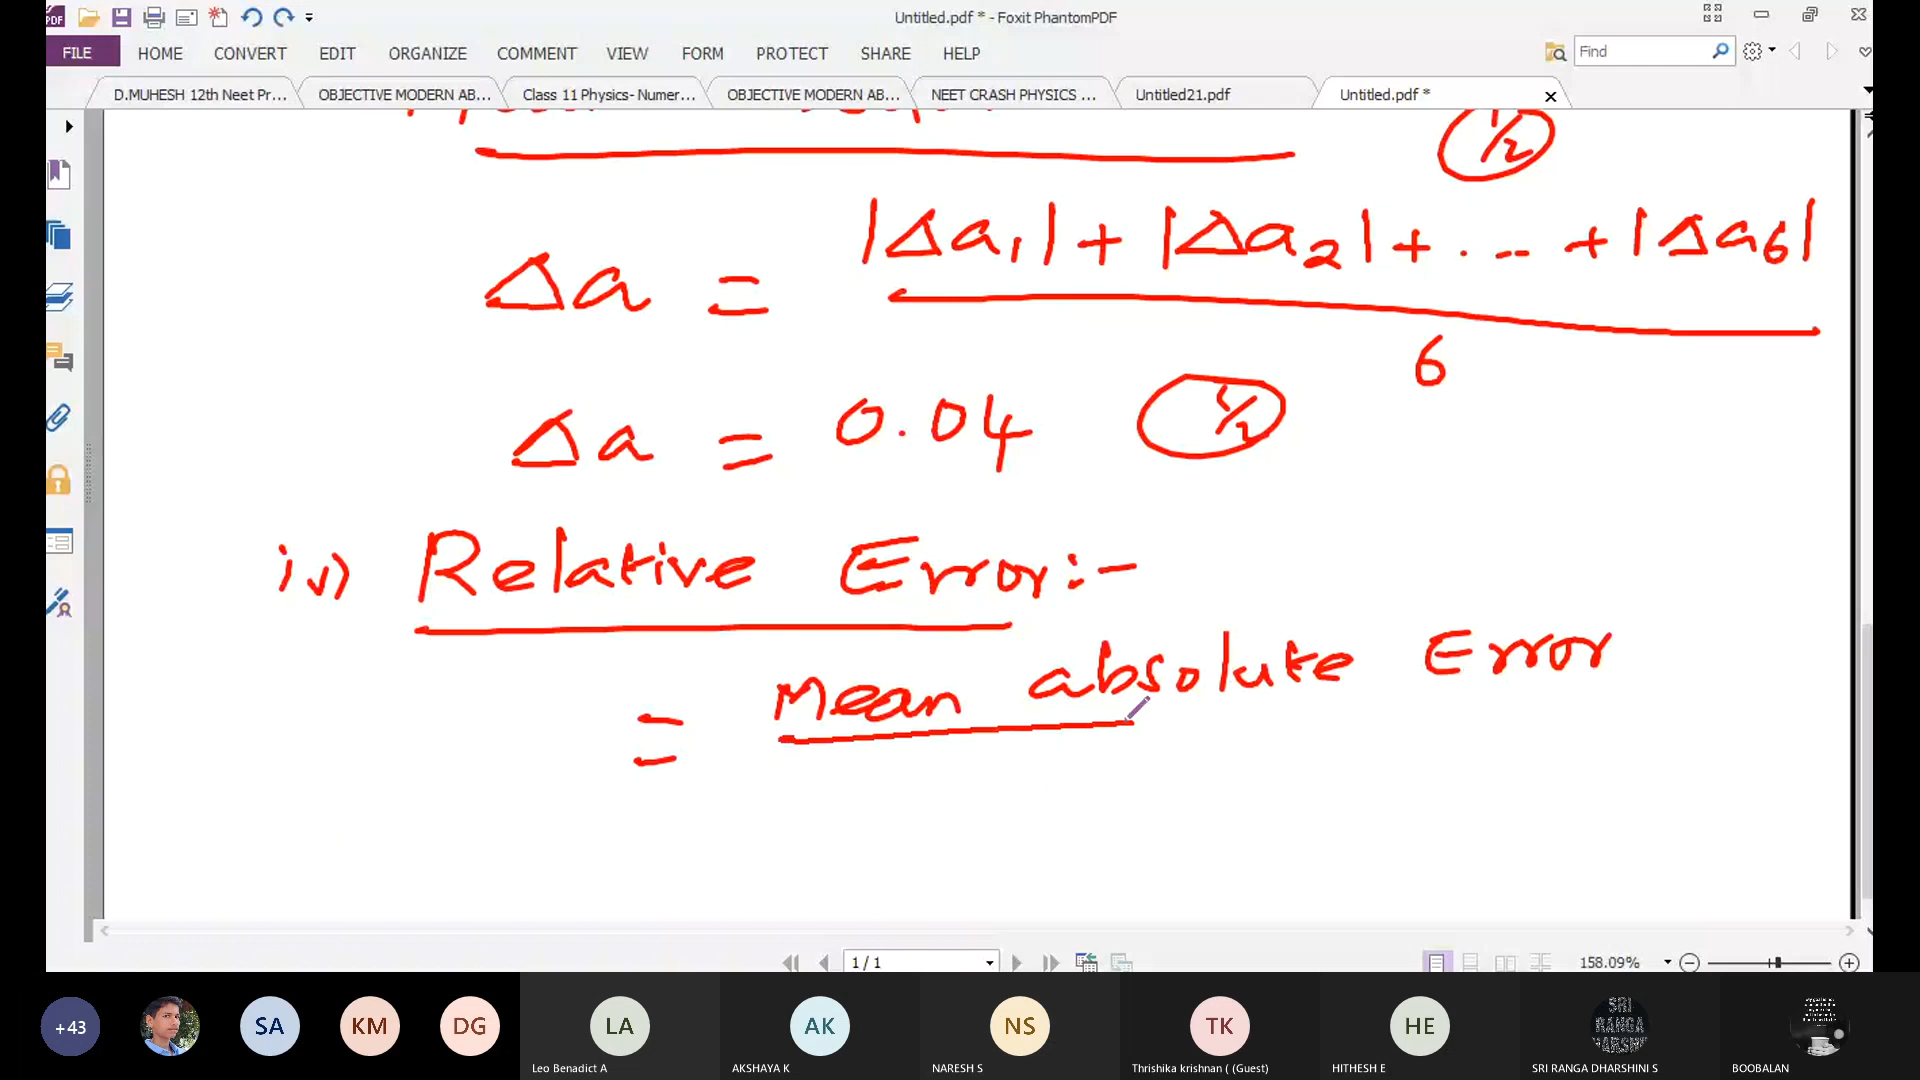 Untitled.pdf * - Foxit PhantomPDF
FILE HOME CONVERT EDIT ORGANIZE COMMENT VIEW FORM PROTECT SHARE HELP Find
D.MUHESH 12th Neet Pr... OBJECTIVE MODERN AB... Class 11 Physics- Numer... OBJECTIVE MODERN AB... NEET CRASH PHYSICS ... Untitled21.pdf Untitled.pdf *
1/2
|Δa1| + |Δa2| + ... + |Δa6|
Δa =
6
Δa = 0.04 1/2
iv) Relative Error:-
= Mean absolute Error
1 / 1 158.09%
+43 SA KM DG LA AK NS TK HE SRI RANGA DHARSHINI S
Leo Benadict A AKSHAYA K NARESH S Thrishika krishnan ( (Guest) HITHESH E SRI RANGA DHARSHINI S BOOBALAN